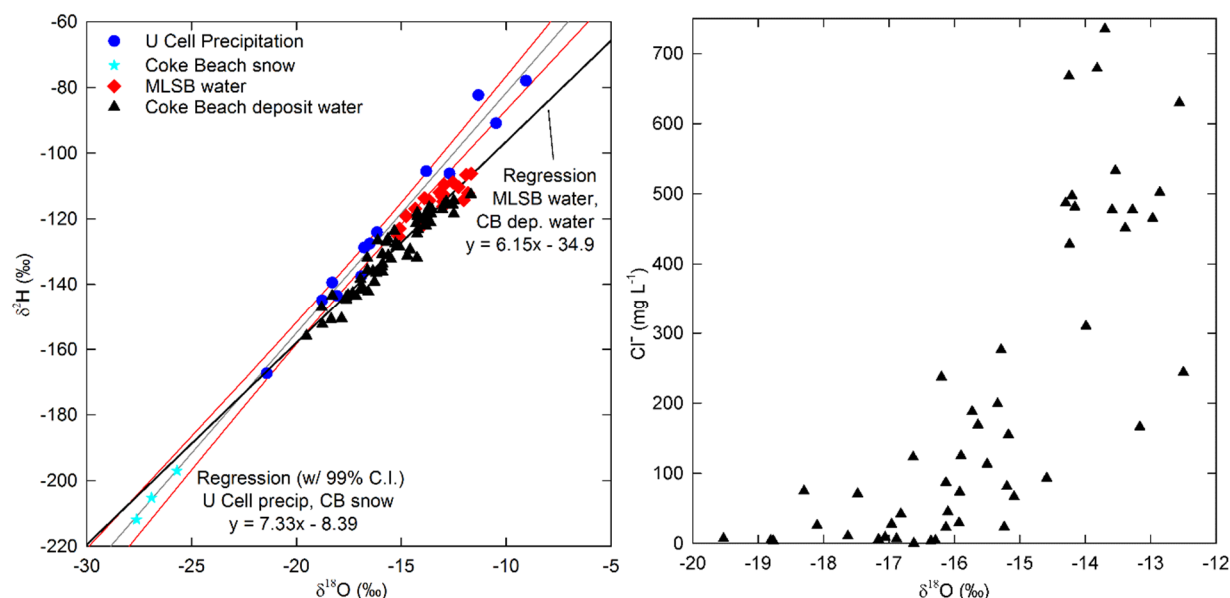 -60
-80
-100
-120
-140
-160
-180
-200
-220
δ²H (‰)
U Cell Precipitation
Coke Beach snow
MLSB water
Coke Beach deposit water
Regression
MLSB water,
CB dep. water
y = 6.15x - 34.9
Regression (w/ 99% C.I.)
U Cell precip, CB snow
y = 7.33x - 8.39
-30 -25 -20 -15 -10 -5
δ¹⁸O (‰)
700
600
500
400
300
200
100
0
Cl⁻ (mg L⁻¹)
-20 -19 -18 -17 -16 -15 -14 -13 -12
δ¹⁸O (‰)